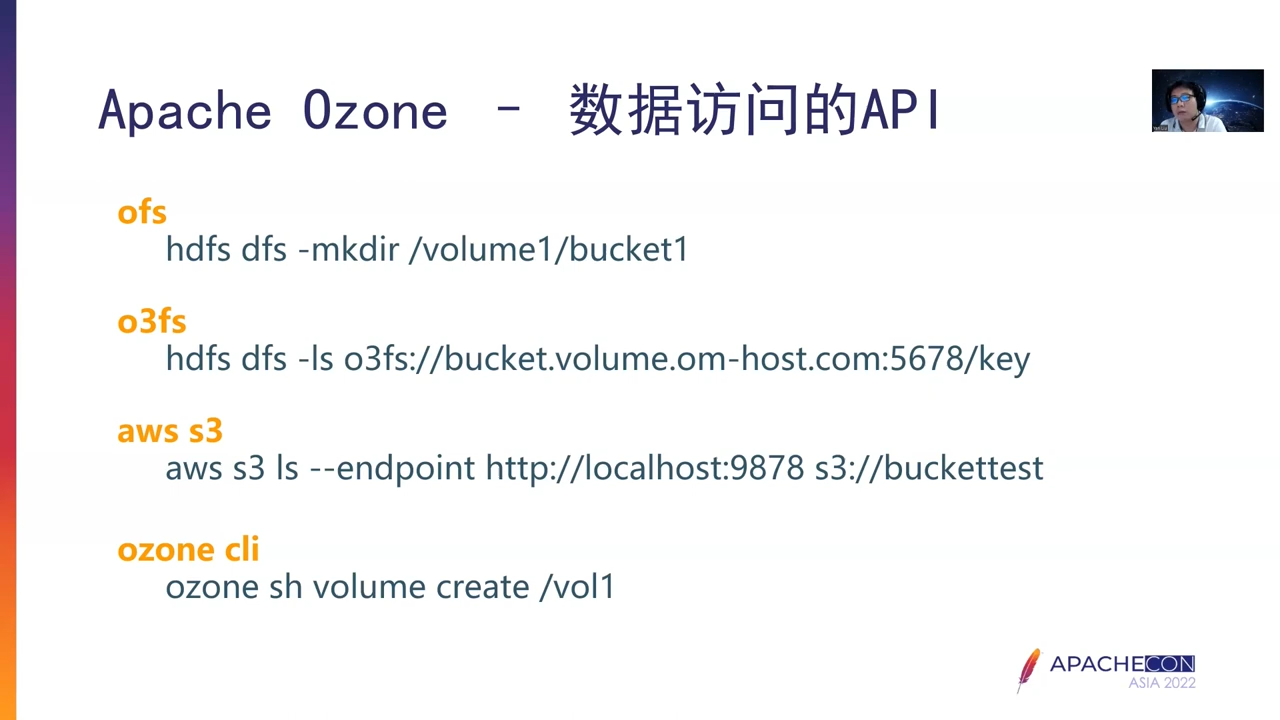 Apache Ozone - 数据访问的API
ofs
hdfs dfs -mkdir /volume1/bucket1
o3fs
hdfs dfs -ls o3fs://bucket.volume.om-host.com:5678/key
aws s3
aws s3 ls --endpoint http://localhost:9878 s3://buckettest
ozone cli
ozone sh volume create /vol1
APACHECON
ASIA 2022